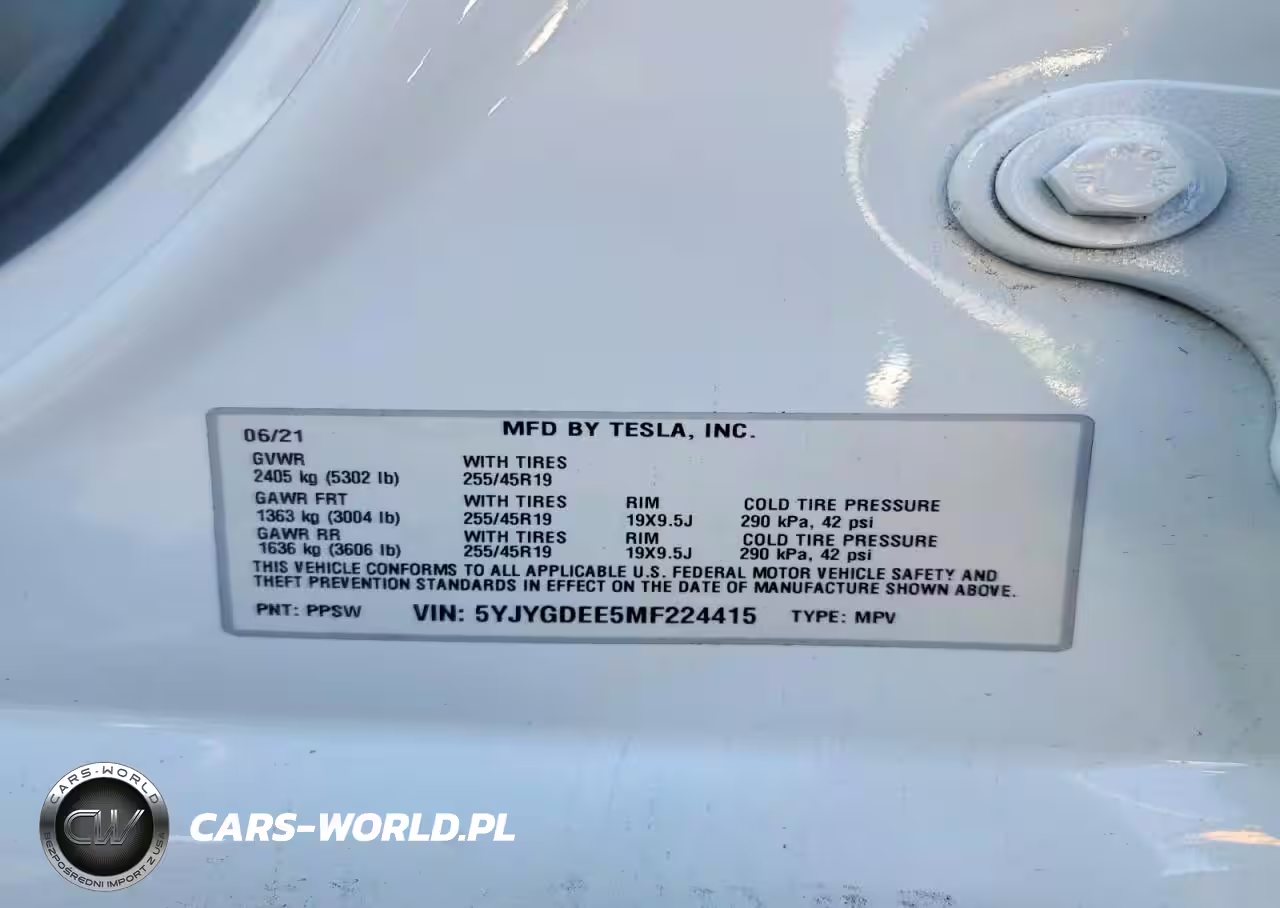 06/21 MFD BY TESLA, INC.
GVWR WITH TIRES
2405 kg (5302 lb) 255/45R19
GAWR FRT WITH TIRES RIM COLD TIRE PRESSURE
1363 kg (3004 lb) 255/45R19 19X9.5J 290 kPa, 42 psi
GAWR RR WITH TIRES RIM COLD TIRE PRESSURE
1636 kg (3606 lb) 255/45R19 19X9.5J 290 kPa, 42 psi
THIS VEHICLE CONFORMS TO ALL APPLICABLE U.S. FEDERAL MOTOR VEHICLE SAFETY AND
THEFT PREVENTION STANDARDS IN EFFECT ON THE DATE OF MANUFACTURE SHOWN ABOVE.
PNT: PPSW VIN: 5YJYGDEE5MF224415 TYPE: MPV
CARS-WORLD
CW
BEZPOŚREDNI IMPORT Z USA
CARS-WORLD.PL